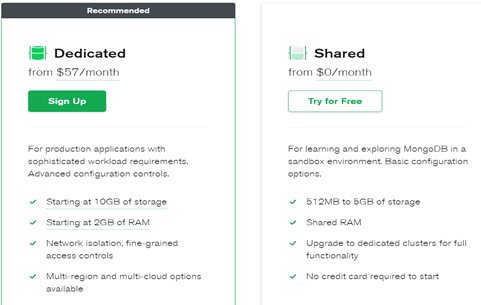 Recommended
Dedicated
from $57/month
Sign Up
For production applications with
sophisticated workload requirements.
Advanced configuration controls.
Starting at 10GB of storage
Starting at 2GB of RAM
Network isolation, fine-grained
access controls
Multi-region and multi-cloud options
available
Shared
from $0/month
Try for Free
For learning and exploring MongoDB in a
sandbox environment. Basic configuration
options.
512MB to 5GB of storage
Shared RAM
Upgrade to dedicated clusters for full
functionality
No credit card required to start